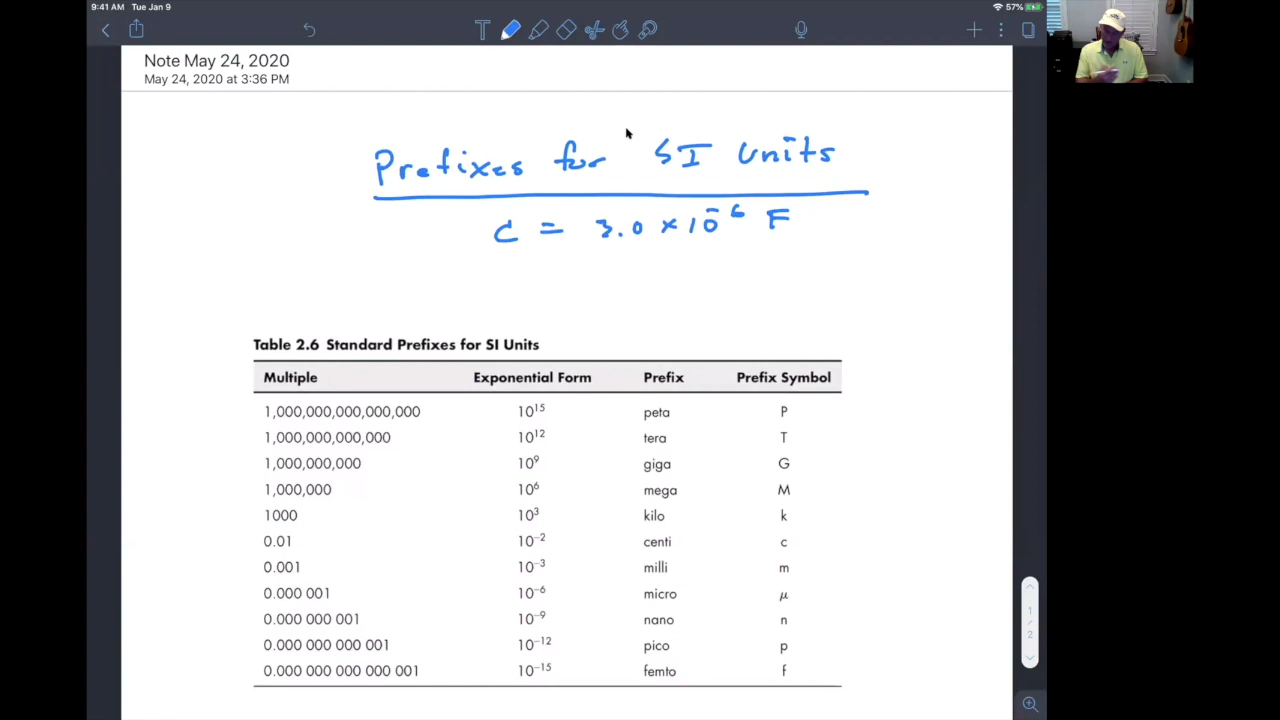 9:41 AM Tue Jan 9
57%
T
Note May 24, 2020
May 24, 2020 at 3:36 PM
Prefixes for SI Units
C = 3.0 × 10⁻⁶ F
Table 2.6 Standard Prefixes for SI Units
Multiple Exponential Form Prefix Prefix Symbol
1,000,000,000,000,000 10¹⁵ peta P
1,000,000,000,000 10¹² tera T
1,000,000,000 10⁹ giga G
1,000,000 10⁶ mega M
1000 10³ kilo k
0.01 10⁻² centi c
0.001 10⁻³ milli m
0.000 001 10⁻⁶ micro μ
0.000 000 001 10⁻⁹ nano n
0.000 000 000 001 10⁻¹² pico p
0.000 000 000 000 001 10⁻¹⁵ femto f
1
/
2